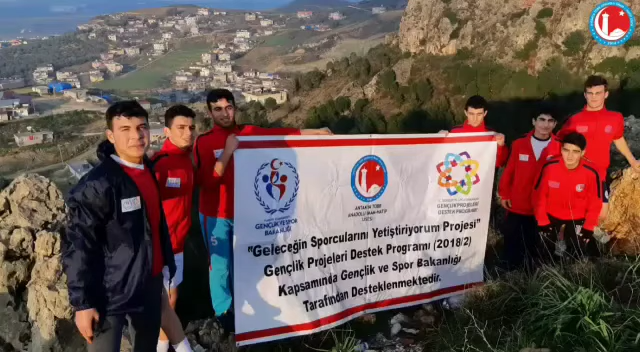 GENÇLİK VE SPOR
BAKANLIĞI
ANTAKYA TOBB
ANADOLU İMAM HATİP
LİSESİ
GENÇLİK PROJELERİ
DESTEK PROGRAMI
"Geleceğin Sporcularını Yetiştiriyorum Projesi"
Gençlik Projeleri Destek Programı (2018/2)
Kapsamında Gençlik ve Spor Bakanlığı
Tarafından Desteklenmektedir.